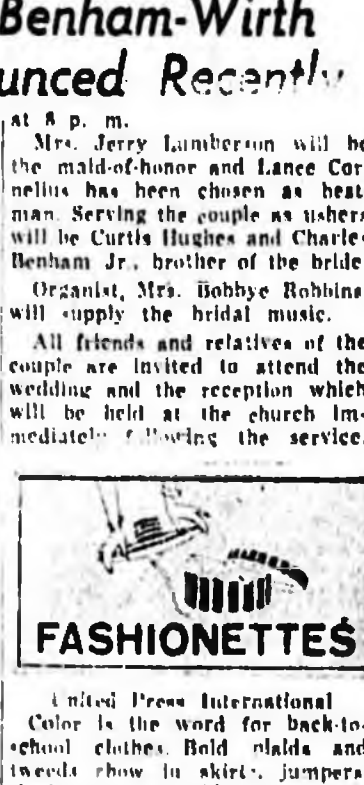 Benham-Wirth
unced Recently
at 8 p. m.
Mrs. Jerry Lumberson will be
the maid-of-honor and Lance Cor
nelius has been chosen as best
man. Serving the couple as ushers
will be Curtis Hughes and Charles
Benham Jr., brother of the bride
Organist, Mrs. Bobbye Robbins
will supply the bridal music.
All friends and relatives of the
couple are invited to attend the
wedding and the reception which
will be held at the church im-
mediately following the service.
FASHIONETTES
United Press International
Color is the word for back-to-
school clothes. Bold plaids and
tweeds show in skirts, jumpers